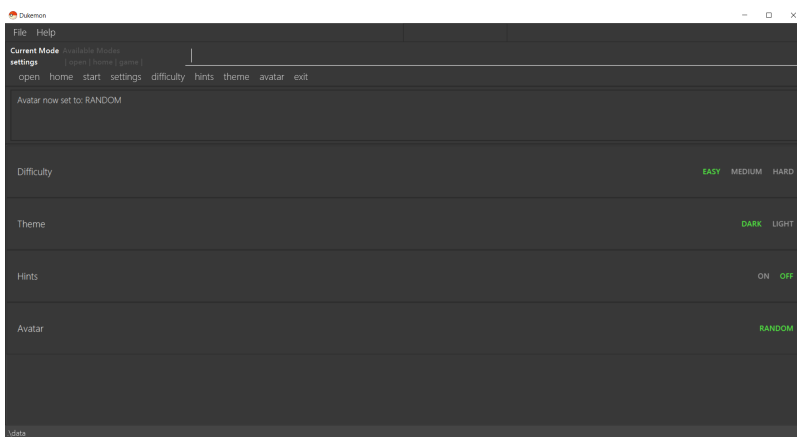 Dukemon
File Help
Current Mode Available Modes
settings | open | home | game |
open home start settings difficulty hints theme avatar exit
Avatar now set to: RANDOM
Difficulty EASY MEDIUM HARD
Theme DARK LIGHT
Hints ON OFF
Avatar RANDOM
\data